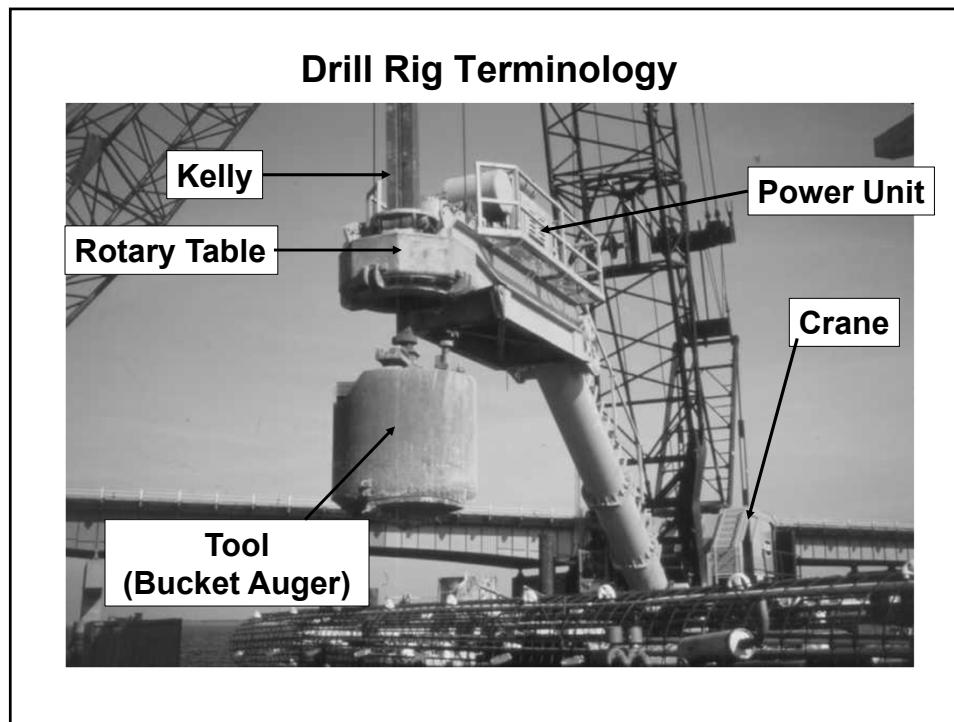 Drill Rig Terminology
Kelly
Power Unit
Rotary Table
Crane
Tool
(Bucket Auger)